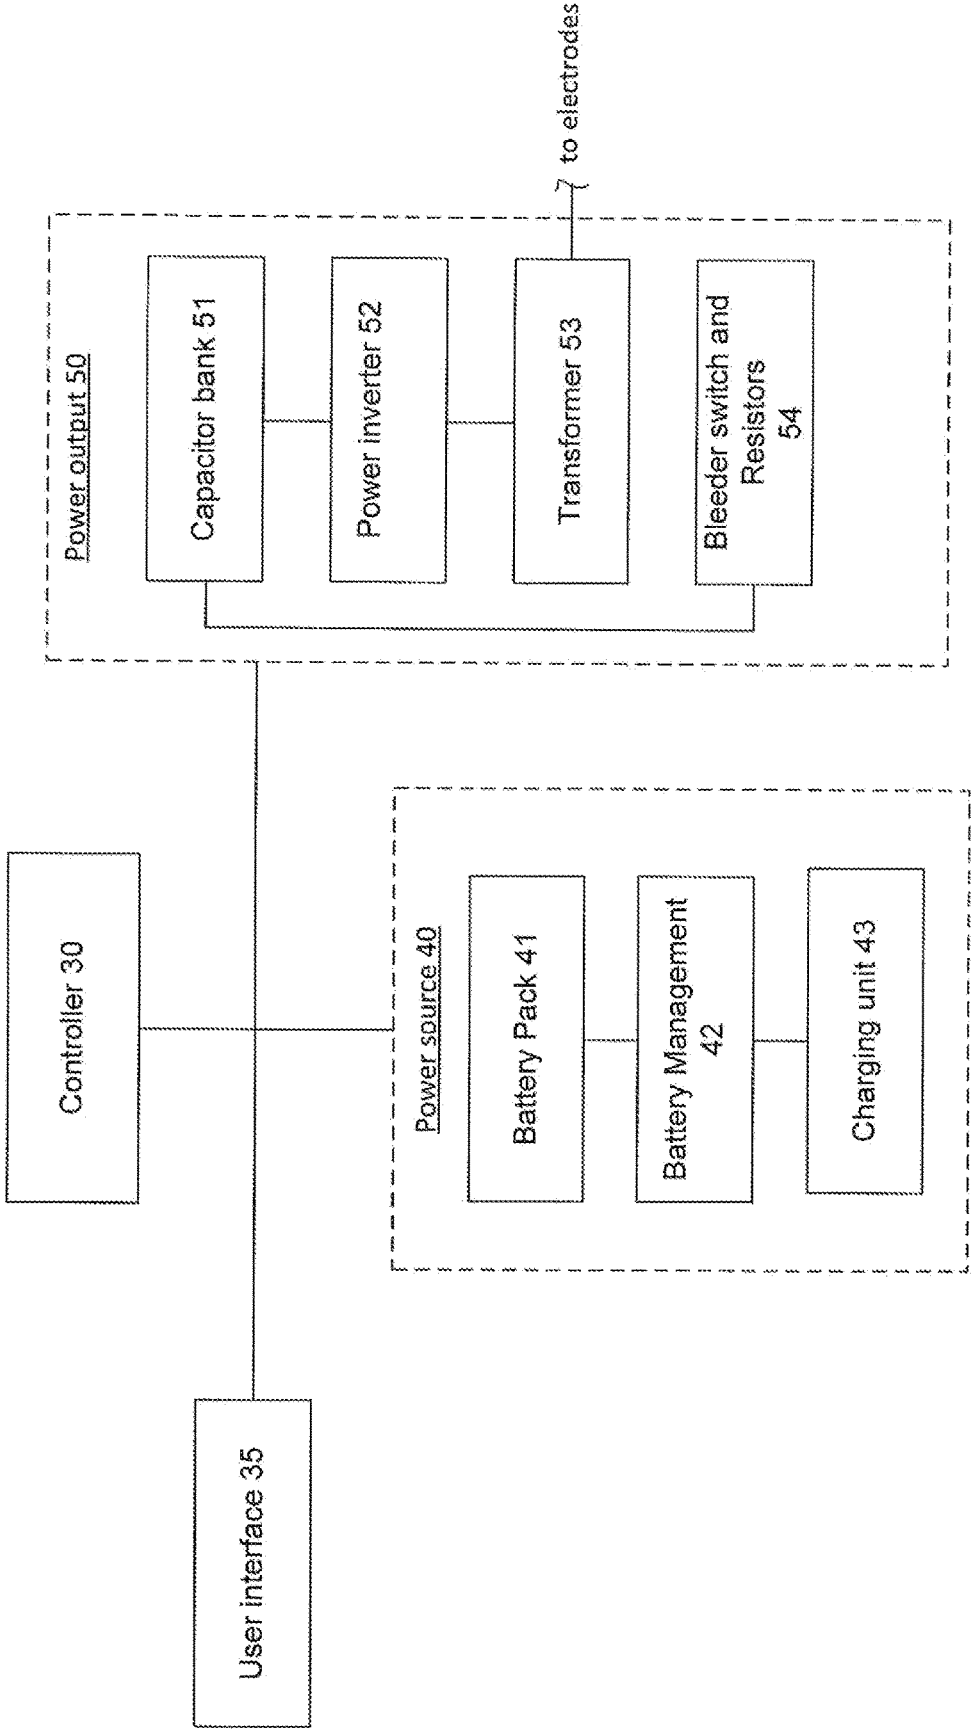 Controller 30
User interface 35
Power source 40
Battery Pack 41
Battery Management
42
Charging unit 43
Power output 50
Capacitor bank 51
Power inverter 52
Transformer 53
Bleeder switch and
Resistors
54
to electrodes